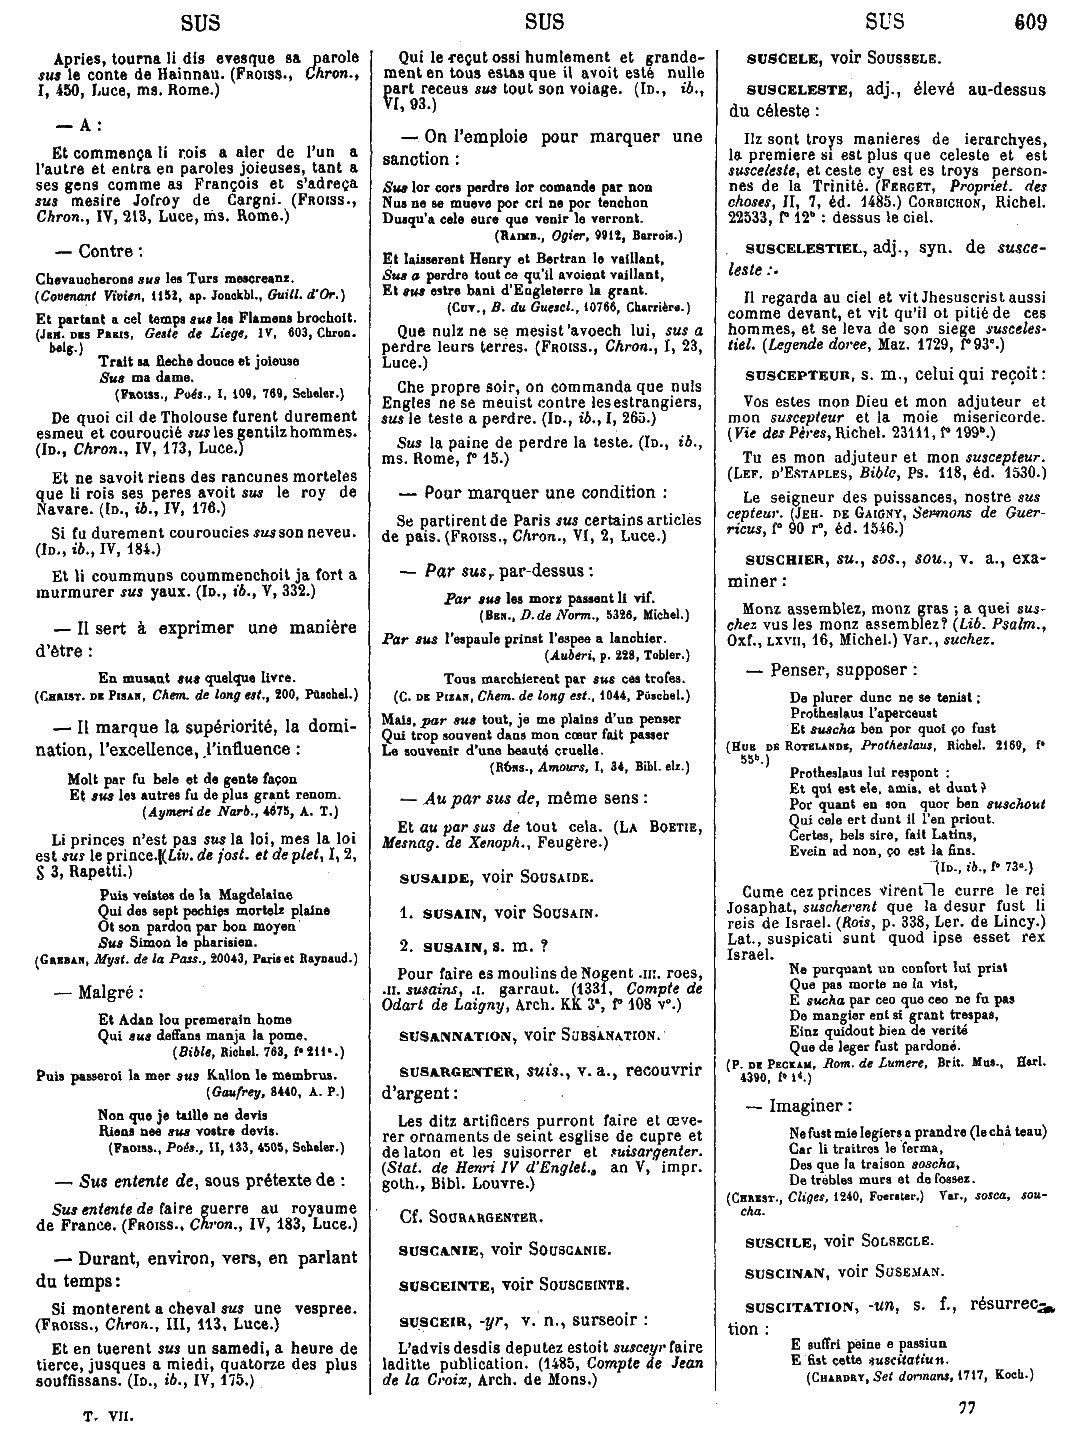 SUS SUS SUS 609
Apries, tourna li dis evesque sa parole
sus le conte de Hainnau. (FROISS., Chron.,
I, 450, Luce, ms. Rome.)
— A :
Et commença li rois a aler de l'un a
l'autre et entra en paroles joieuses, tant a
ses gens comme as François et s'adreça
sus mesire Jofroy de Cargni. (FROISS.,
Chron., IV, 213, Luce, ms. Rome.)
— Contre :
Chevaucherons sus les Turs mescreanz.
(Covenant Vivien, 1152, ap. Jonckbl., Guill. d'Or.)
Et partant a cel temps sus les Flamens brochoit.
(JEH. DES PREIS, Geste de Liege, IV, 603, Chron.
belg.)
Trait sa fleche douce et joieuse
Sus ma dame.
(FROISS., Poés., I, 109, 769, Scheler.)
De quoi cil de Tholouse furent durement
esmeu et couroucié sus les gentilz hommes.
(ID., Chron., IV, 173, Luce.)
Et ne savoit riens des rancunes morteles
que li rois ses peres avoit sus le roy de
Navare. (ID., ib., IV, 176.)
Si fu durement couroucies sus son neveu.
(ID., ib., IV, 184.)
Et li coummuns coummenchoit ja fort a
murmurer sus yaux. (ID., ib., V, 332.)
— Il sert à exprimer une manière
d'être :
En musant sus quelque livre.
(CHRIST. DE PISAN, Chem. de long est., 200, Püschel.)
— Il marque la supériorité, la domi-
nation, l'excellence, l'influence :
Molt par fu bele et de gente façon
Et sus les autres fu de plus grant renom.
(Aymeri de Narb., 4675, A. T.)
Li princes n'est pas sus la loi, mes la loi
est sus le prince. (Liv. de jost. et de plet, I, 2,
§ 3, Rapetti.)
Puis veistes de la Magdelaine
Qui des sept pechies mortelz plaine
Ot son pardon par bon moyen
Sus Simon le pharisien.
(GREBAN, Myst. de la Pass., 20043, Paris et Raynaud.)
— Malgré :
Et Adan lou premerain home
Qui sus deffans manja la pome.
(Bible, Richel. 763, f° 211ª.)
Puis passeroi la mer sus Kallon le membrus.
(Gaufrey, 8440, A. P.)
Non que je taille ne devis
Riens nee sus vostre devis.
(FROISS., Poés., II, 133, 4505, Scheler.)
— Sus entente de, sous prétexte de :
Sus entente de faire guerre au royaume
de France. (FROISS., Chron., IV, 183, Luce.)
— Durant, environ, vers, en parlant
du temps :
Si monterent a cheval sus une vespree.
(FROISS., Chron., III, 113, Luce.)
Et en tuerent sus un samedi, a heure de
tierce, jusques a miedi, quatorze des plus
souffissans. (ID., ib., IV, 175.)
T. VII.
Qui le reçut ossi humlement et grande-
ment en tous estas que il avoit esté nulle
part receus sus tout son voiage. (ID., ib.,
VI, 93.)
— On l'emploie pour marquer une
sanction :
Sus lor cors perdre lor comande par non
Nus ne se mueve por cri ne por tenchon
Dusqu'a cele eure que venir le verront.
(RAIMB., Ogier, 9912, Barrois.)
Et laisserent Henry et Bertran le vaillant,
Sus a perdre tout ce qu'il avoient vaillant,
Et sus estre bani d'Engleterre la grant.
(CUV., B. du Guescl., 10766, Charrière.)
Que nulz ne se mesist avoech lui, sus a
perdre leurs terres. (FROISS., Chron., I, 23,
Luce.)
Che propre soir, on commanda que nuls
Engles ne se meuist contre les estrangiers,
sus le teste a perdre. (ID., ib., I, 265.)
Sus la paine de perdre la teste. (ID., ib.,
ms. Rome, f° 15.)
— Pour marquer une condition :
Se partirent de Paris sus certains articles
de pais. (FROISS., Chron., VI, 2, Luce.)
— Par sus, par-dessus :
Par sus les morz passent li vif.
(BEN., D. de Norm., 5326, Michel.)
Par sus l'espaule prinst l'espee a lanchier.
(Auberi, p. 228, Tobler.)
Tous marchierent par sus ces trofes.
(C. DE PIZAN, Chem. de long est., 1044, Püschel.)
Mais, par sus tout, je me plains d'un penser
Qui trop souvent dans mon cœur fait passer
Le souvenir d'une beauté cruelle.
(RONS., Amours, I, 34, Bibl. elz.)
— Au par sus de, même sens :
Et au par sus de tout cela. (LA BOETIE,
Mesnag. de Xenoph., Feugère.)
SUSAIDE, voir SOUSAIDE.
1. SUSAIN, voir SOUSAIN.
2. SUSAIN, s. m. ?
Pour faire es moulins de Nogent .III. roes,
.II. susains, .I. garraut. (1331, Compte de
Odart de Laigny, Arch. KK 3ª, f° 108 v°.)
SUSANNATION, voir SUBSANATION.
SUSARGENTER, suis., v. a., recouvrir
d'argent :
Les ditz artificers purront faire et œve-
rer ornaments de seint esglise de cupre et
de laton et les suisorrer et suisargenter.
(Stat. de Henri IV d'Englet., an V, impr.
goth., Bibl. Louvre.)
Cf. SOURARGENTER.
SUSCANIE, voir SOUSCANIE.
SUSCEINTE, voir SOUSCEINTE.
SUSCEIR, -yr, v. n., surseoir :
L'advis desdis deputez estoit susceyr faire
laditte publication. (1485, Compte de Jean
de la Croix, Arch. de Mons.)
SUSCELE, voir SOUSSELE.
SUSCELESTE, adj., élevé au-dessus
du céleste :
Ilz sont troys manieres de ierarchyes,
la premiere si est plus que celeste et est
susceleste, et ceste cy est es troys person-
nes de la Trinité. (FERGET, Propriet. des
choses, II, 7, éd. 1485.) CORBICHON, Richel.
22533, f° 12ª : dessus le ciel.
SUSCELESTIEL, adj., syn. de susce-
leste :
Il regarda au ciel et vit Jhesuscrist aussi
comme devant, et vit qu'il ot pitié de ces
hommes, et se leva de son siege susceles-
tiel. (Legende doree, Maz. 1729, f° 93ᶜ.)
SUSCEPTEUR, s. m., celui qui reçoit :
Vos estes mon Dieu et mon adjuteur et
mon suscepteur et la moie misericorde.
(Vie des Pères, Richel. 23111, f° 199ᵇ.)
Tu es mon adjuteur et mon suscepteur.
(LEF. D'ESTAPLES, Bible, Ps. 118, éd. 1530.)
Le seigneur des puissances, nostre sus
cepteur. (JEH. DE GAIGNY, Sermons de Guer-
ricus, f° 90 r°, éd. 1546.)
SUSCHIER, su., sos., sou., v. a., exa-
miner :
Monz assemblez, monz gras ; a quei sus-
chez vus les monz assemblez? (Lib. Psalm.,
Oxf., LXVII, 16, Michel.) Var., suchez.
— Penser, supposer :
De plurer dunc ne se tenist ;
Protheslaus l'aperceust
Et suscha ben por quoi ço fust
(HUE DE ROTELANDE, Protheslaus, Richel. 2169, f°
55ᵇ.)
Protheslaus lui respont :
Et qui est ele, amis, et dunt?
Por quant en son quor ben suschout
Qui cele ert dunt il l'en priout.
Certes, bels sire, fait Latins,
Evein ad non, ço est la fins.
(ID., ib., f° 73ᵃ.)
Cume cez princes virent le curre le rei
Josaphat, suscherent que la desur fust li
reis de Israel. (Rois, p. 338, Ler. de Lincy.)
Lat., suspicati sunt quod ipse esset rex
Israel.
Ne purquant un confort lui prist
Que pas morte ne la vist,
E sucha par ceo que ceo ne fu pas
De mangier ent si grant trespas,
Einz quidout bien de verité
Que de leger fust pardoné.
(P. DE PECKAM, Rom. de Lumere, Brit. Mus., Harl.
4390, f° 1ᵈ.)
— Imaginer :
Ne fust mie legiers a prandre (le châteaU)
Car li traitres le ferma,
Des que la traison soscha,
De trebles murs et de fossez.
(CHREST., Cliges, 1240, Foerster.) Var., sosca, sou-
cha.
SUSCILE, voir SOLSECLE.
SUSCINAN, voir SUSEMAN.
SUSCITATION, -un, s. f., résurrec-
tion :
E suffri peine e passiun
E fist cette suscitatiun.
(CHARDRY, Set dormans, 1717, Koch.)
77